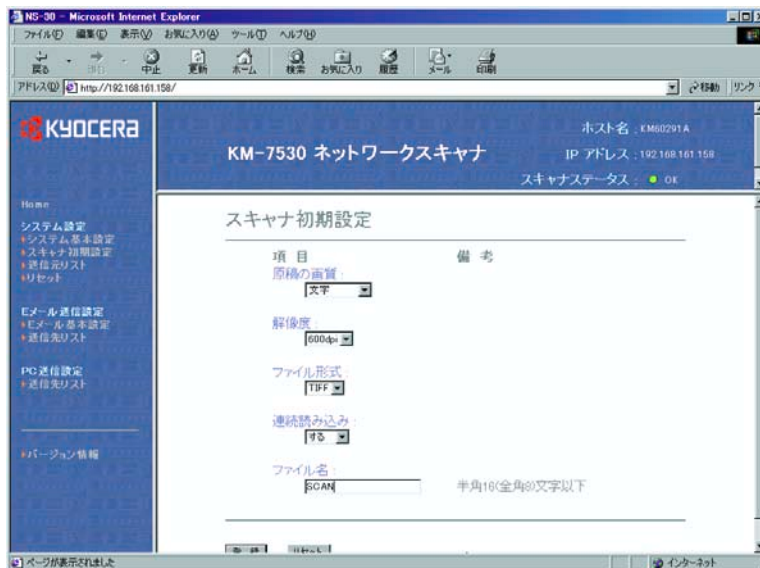 NS-30 - Microsoft Internet Explorer
ファイル(F) 編集(E) 表示(V) お気に入り(A) ツール(T) ヘルプ(H)
戻る 進む 中止 更新 ホーム 検索 お気に入り 履歴 メール 印刷
アドレス(D) http://192.168.161.158/ 移動 リンク
KYOCERA
KM-7530 ネットワークスキャナ
ホスト名 : KM60291A
IP アドレス : 192.168.161.158
スキャナステータス : OK
Home
システム設定
システム基本設定
スキャナ初期設定
送信元リスト
リセット
Eメール送信設定
Eメール基本設定
送信先リスト
PC送信設定
送信先リスト
バージョン情報
スキャナ初期設定
項目 備考
原稿の画質 :
文字
解像度 :
600dpi
ファイル形式 :
TIFF
連続読み込み :
する
ファイル名 :
SCAN 半角16(全角8)文字以下
登録 リセット
ページが表示されました インターネット